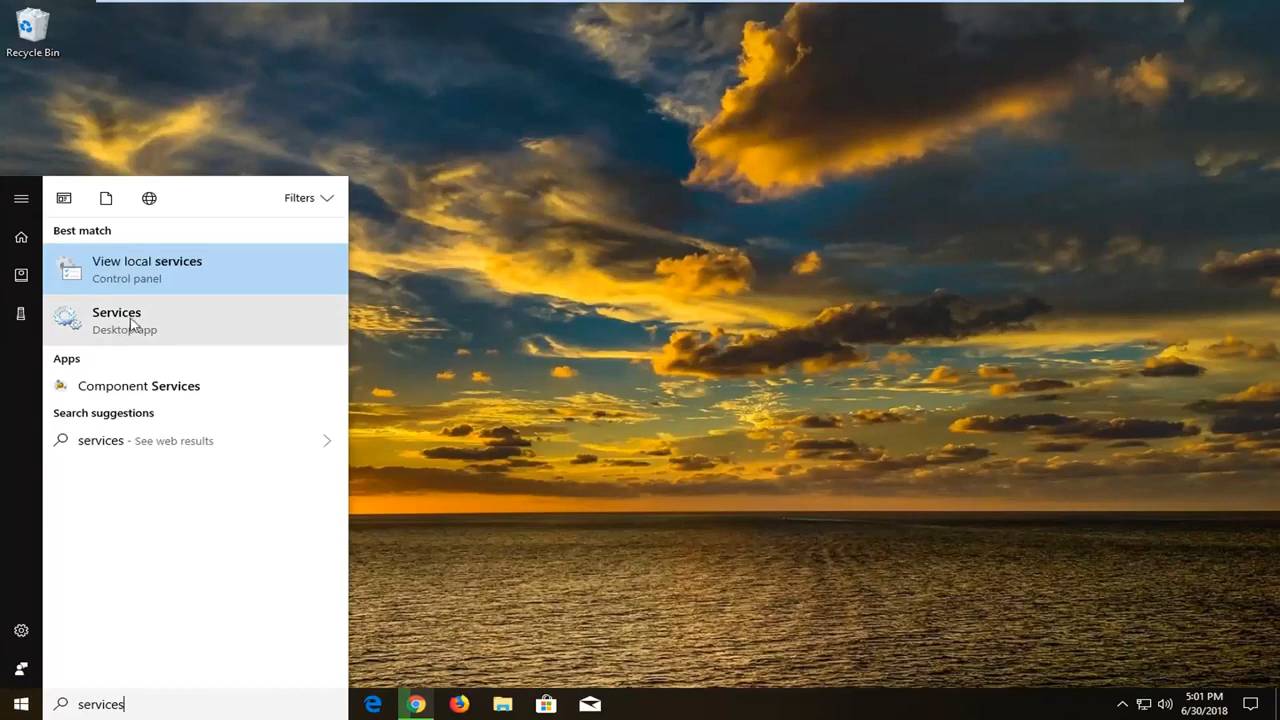 Recycle Bin
Filters
Best match
View local services
Control panel
Services
Desktop app
Apps
Component Services
Search suggestions
services - See web results
services
5:01 PM
6/30/2018